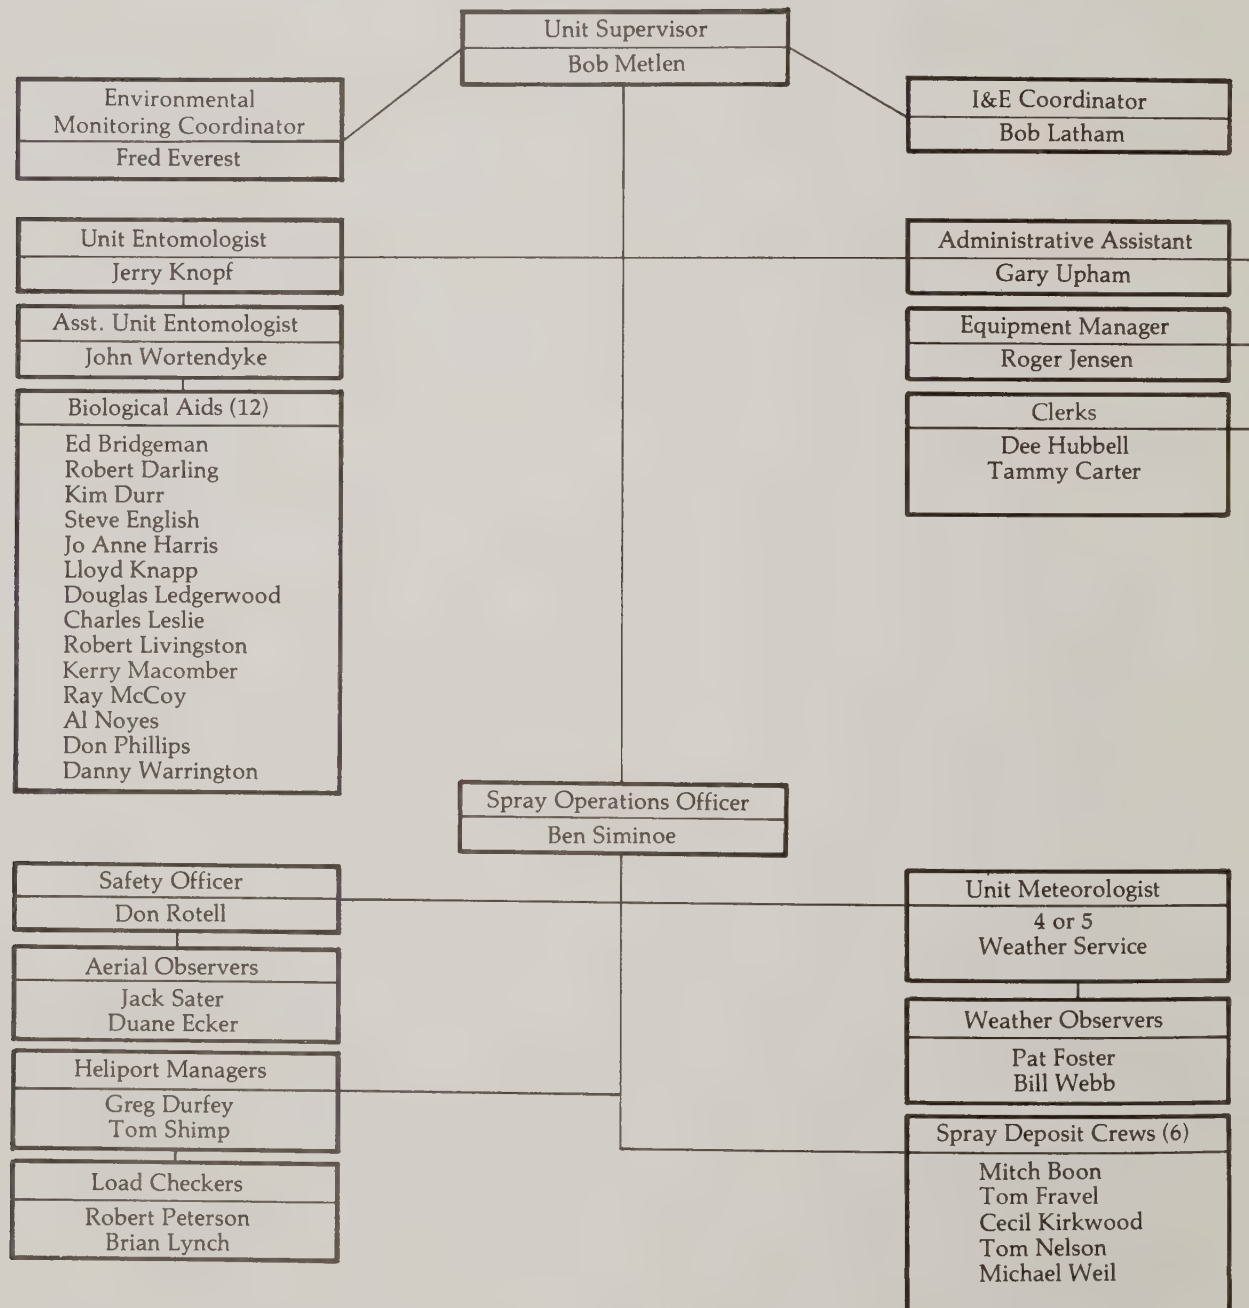 Unit Supervisor
Bob Metlen
Environmental
Monitoring Coordinator
Fred Everest
I&E Coordinator
Bob Latham
Unit Entomologist
Jerry Knopf
Administrative Assistant
Gary Upham
Asst. Unit Entomologist
John Wortendyke
Equipment Manager
Roger Jensen
Biological Aids (12)
Ed Bridgeman
Robert Darling
Kim Durr
Steve English
Jo Anne Harris
Lloyd Knapp
Douglas Ledgerwood
Charles Leslie
Robert Livingston
Kerry Macomber
Ray McCoy
Al Noyes
Don Phillips
Danny Warrington
Clerks
Dee Hubbell
Tammy Carter
Spray Operations Officer
Ben Siminoe
Safety Officer
Don Rotell
Unit Meteorologist
4 or 5
Weather Service
Aerial Observers
Jack Sater
Duane Ecker
Weather Observers
Pat Foster
Bill Webb
Heliport Managers
Greg Durfey
Tom Shimp
Spray Deposit Crews (6)
Mitch Boon
Tom Fravel
Cecil Kirkwood
Tom Nelson
Michael Weil
Load Checkers
Robert Peterson
Brian Lynch